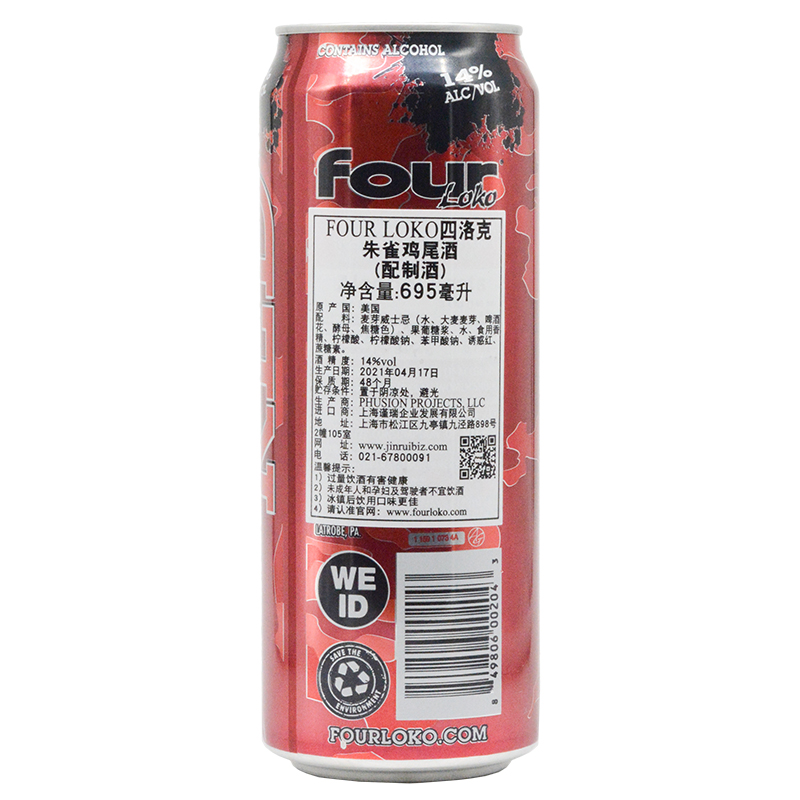 CONTAINS ALCOHOL
14%
ALC/VOL
four
Loko
FOUR LOKO四洛克
朱雀鸡尾酒
(配制酒)
净含量:695毫升
原 产 国：美国
配 料：麦芽威士忌（水、大麦麦芽、啤酒
花、酵母、焦糖色）、果葡糖浆、水、食用香
精、柠檬酸、柠檬酸钠、苯甲酸钠、诱惑红、
蔗糖素。
酒 精 度：14%vol
生产日期：2021年04月17日
保 质 期：48个月
贮存条件：置于阴凉处，避光
生 产 商：PHUSION PROJECTS, LLC
进 口 商：上海谨瑞企业发展有限公司
地 址：上海市松江区九亭镇九泾路898号
2幢105室
网 址：www.jinruibiz.com
电 话：021-67800091
温馨提示：
1）过量饮酒有害健康
2）未成年人和孕妇及驾驶者不宜饮酒
3）冰镇后饮用口味更佳
4）请认准官网：www.fourloko.com
LATROBE, PA.
WE
ID
SAVE THE
ENVIRONMENT
8 49806 00204 3
FOURLOKO.COM